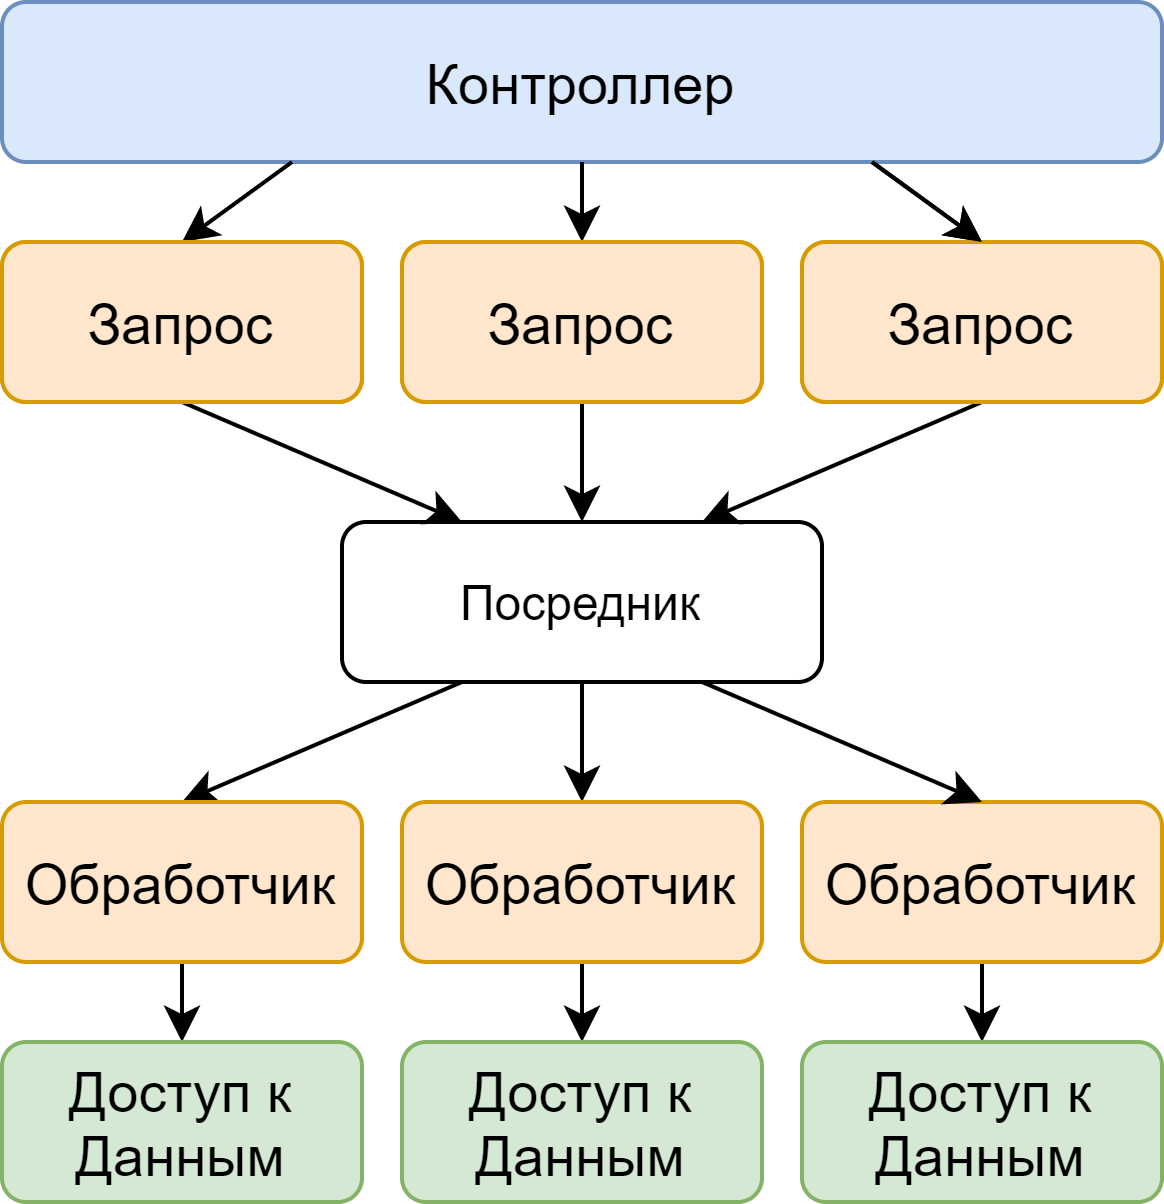 Контроллер
Запрос
Запрос
Запрос
Посредник
Обработчик
Обработчик
Обработчик
Доступ к
Данным
Доступ к
Данным
Доступ к
Данным